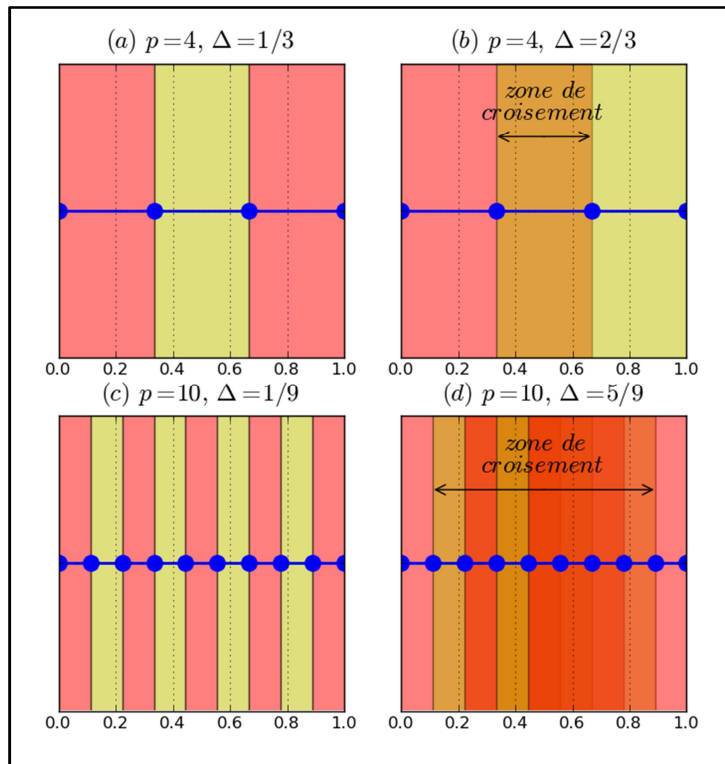 (a) p=4, Δ=1/3
0.0 0.2 0.4 0.6 0.8 1.0
(b) p=4, Δ=2/3
zone de
croisement
0.0 0.2 0.4 0.6 0.8 1.0
(c) p=10, Δ=1/9
0.0 0.2 0.4 0.6 0.8 1.0
(d) p=10, Δ=5/9
zone de
croisement
0.0 0.2 0.4 0.6 0.8 1.0